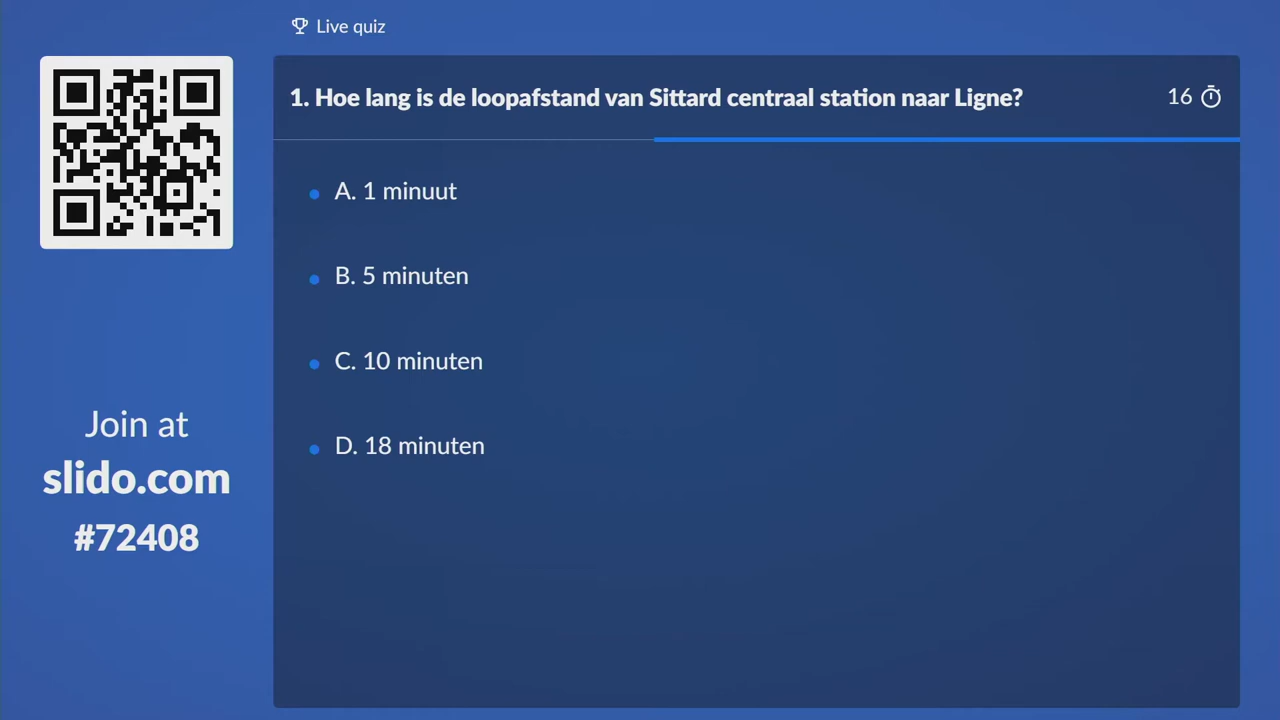 Live quiz
1. Hoe lang is de loopafstand van Sittard centraal station naar Ligne?
16
A. 1 minuut
B. 5 minuten
C. 10 minuten
D. 18 minuten
Join at
slido.com
#72408